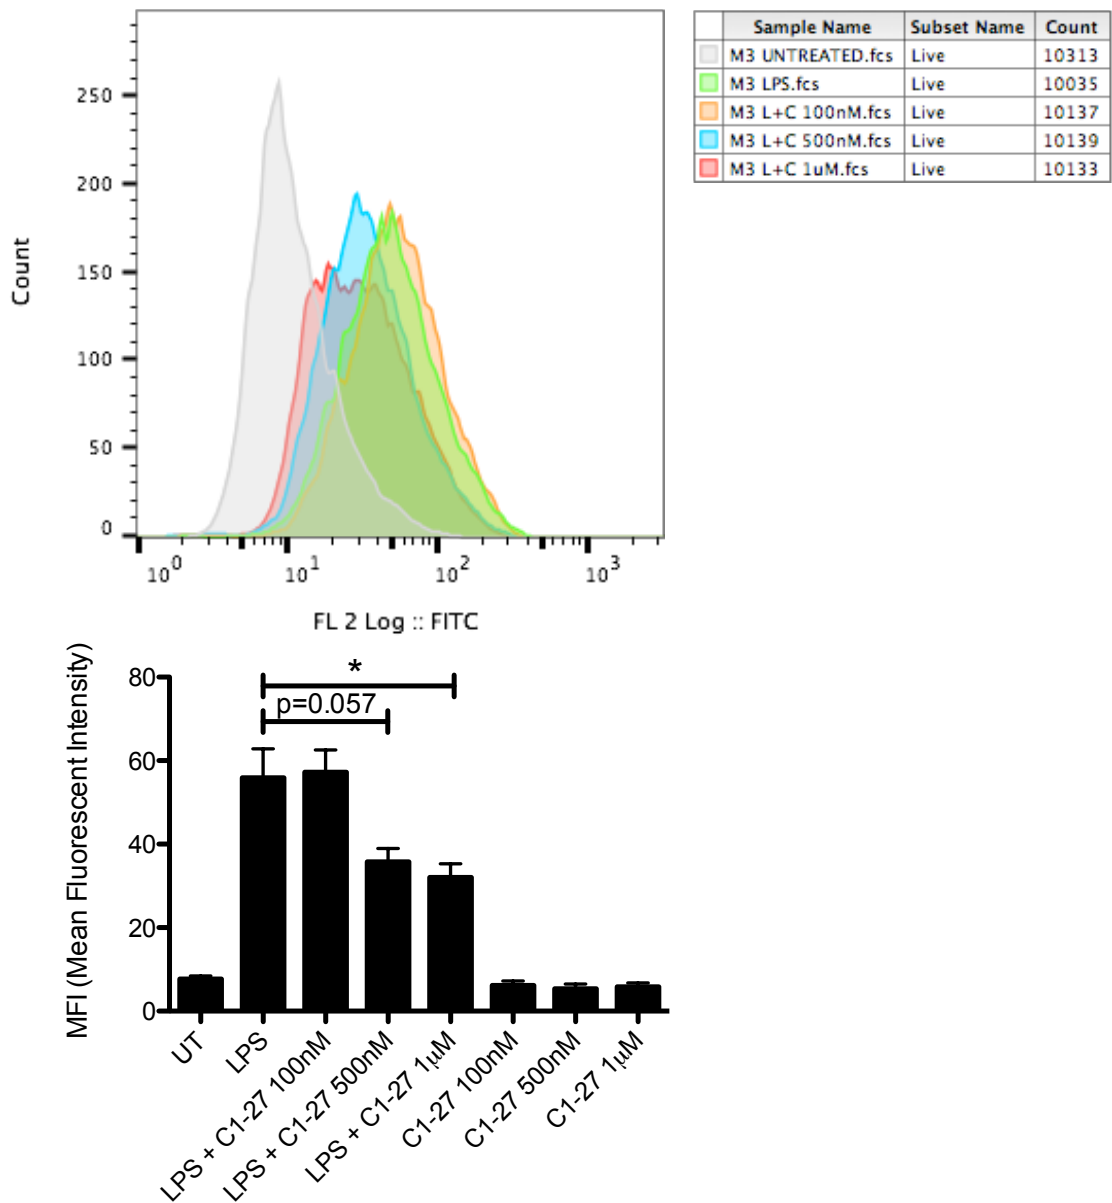 Sample Name Subset Name Count
M3 UNTREATED.fcs Live 10313
M3 LPS.fcs Live 10035
M3 L+C 100nM.fcs Live 10137
M3 L+C 500nM.fcs Live 10139
M3 L+C 1uM.fcs Live 10133
Count
250
200
150
100
50
0
10^0 10^1 10^2 10^3
FL 2 Log :: FITC
MFI (Mean Fluorescent Intensity)
80
60
40
20
0
*
p=0.057
UT
LPS
LPS + C1-27 100nM
LPS + C1-27 500nM
LPS + C1-27 1μM
C1-27 100nM
C1-27 500nM
C1-27 1μM